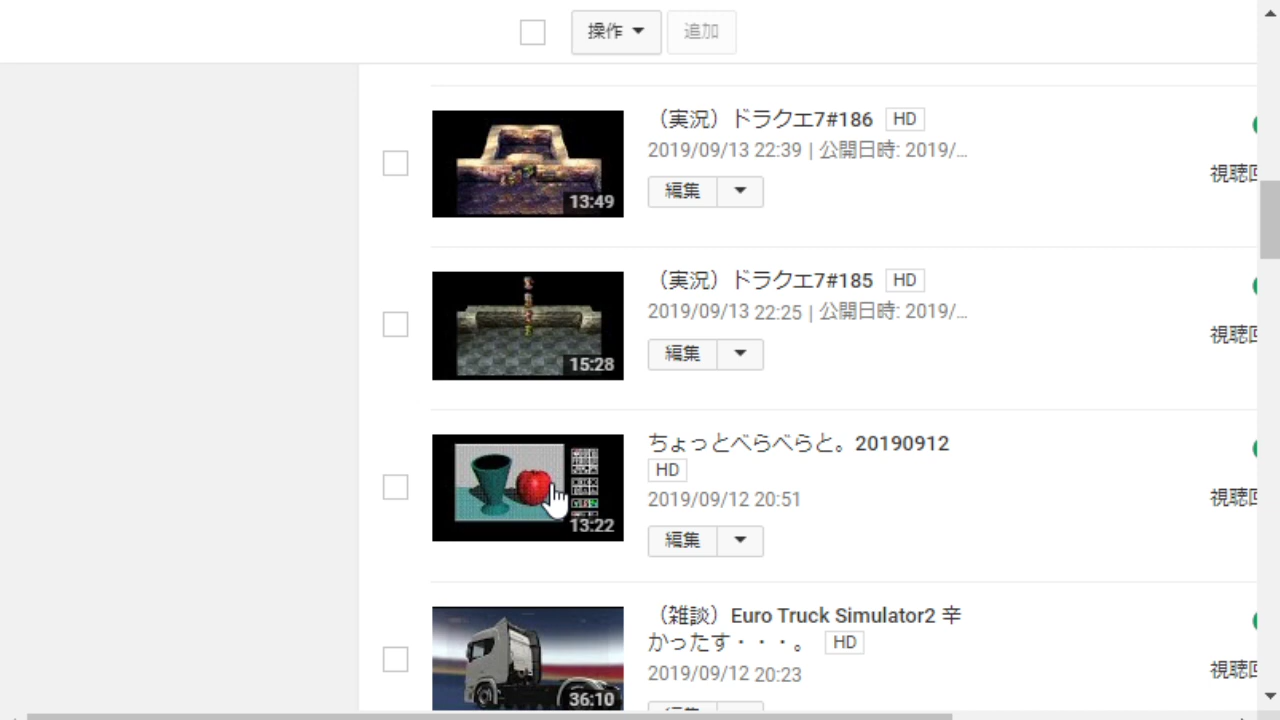 操作
追加
（実況）ドラクエ7#186 HD
2019/09/13 22:39 | 公開日時: 2019/...
編集
13:49
視聴回
（実況）ドラクエ7#185 HD
2019/09/13 22:25 | 公開日時: 2019/...
編集
15:28
視聴回
ちょっとべらべらと。20190912
HD
2019/09/12 20:51
編集
13:22
視聴回
（雑談）Euro Truck Simulator2 辛
かったす・・・。 HD
2019/09/12 20:23
36:10
視聴回
編集